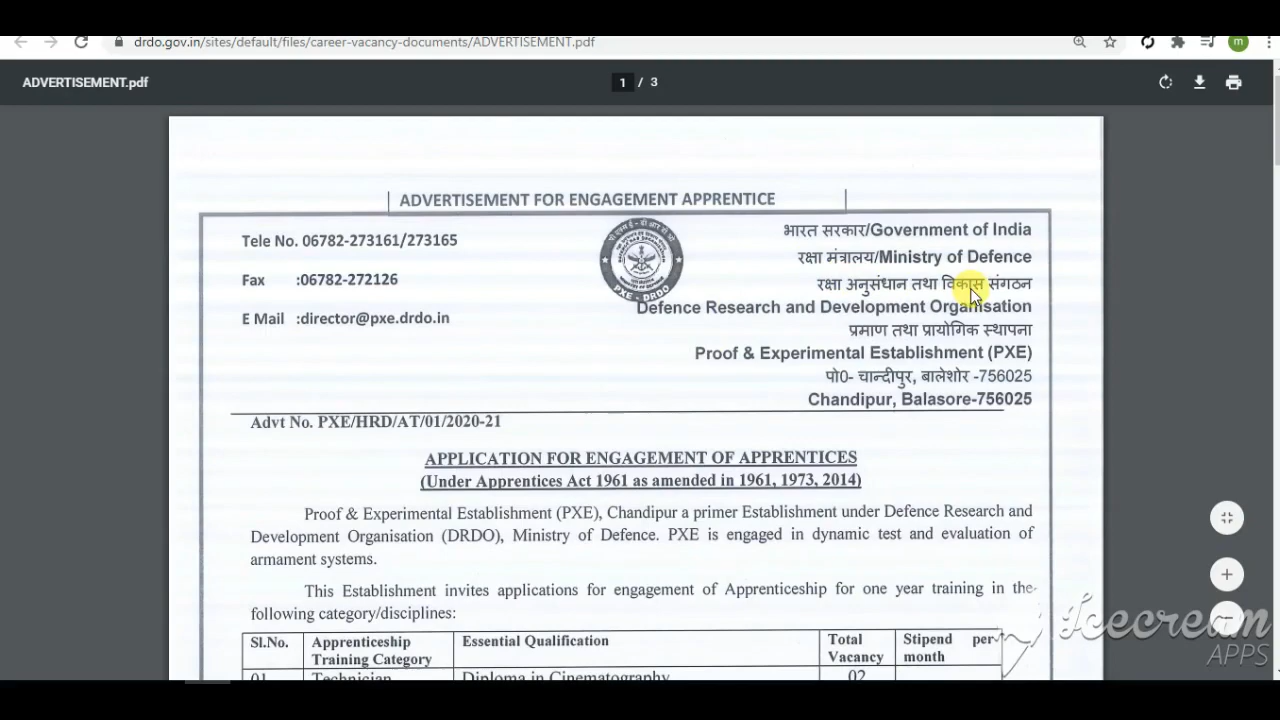 drdo.gov.in/sites/default/files/career-vacancy-documents/ADVERTISEMENT.pdf
m
ADVERTISEMENT.pdf
1 / 3
ADVERTISEMENT FOR ENGAGEMENT APPRENTICE
Tele No. 06782-273161/273165
Fax :06782-272126
E Mail :director@pxe.drdo.in
PXE - DRDO
भारत सरकार/Government of India
रक्षा मंत्रालय/Ministry of Defence
रक्षा अनुसंधान तथा विकास संगठन
Defence Research and Development Organisation
प्रमाण तथा प्रायोगिक स्थापना
Proof & Experimental Establishment (PXE)
पो0- चान्दीपुर, बालेशोर -756025
Chandipur, Balasore-756025
Advt No. PXE/HRD/AT/01/2020-21
APPLICATION FOR ENGAGEMENT OF APPRENTICES
(Under Apprentices Act 1961 as amended in 1961, 1973, 2014)
Proof & Experimental Establishment (PXE), Chandipur a primer Establishment under Defence Research and
Development Organisation (DRDO), Ministry of Defence. PXE is engaged in dynamic test and evaluation of
armament systems.
This Establishment invites applications for engagement of Apprenticeship for one year training in the
following category/disciplines:
Sl.No. Apprenticeship Training Category Essential Qualification Total Vacancy Stipend per month
01 Technician Diploma in Cinematography 02
Icecream
APPS